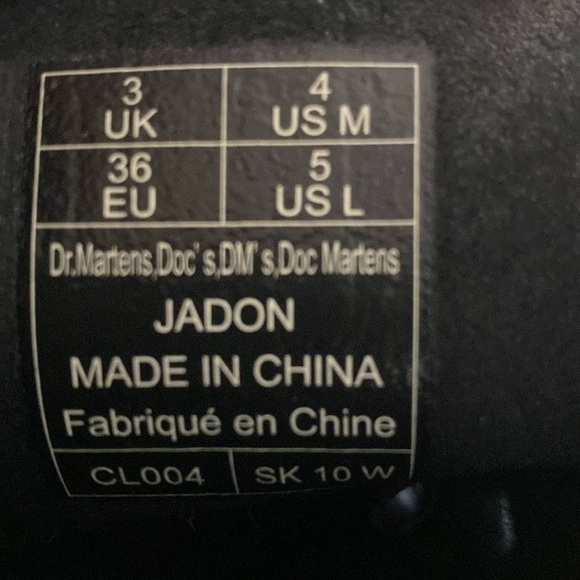 3 UK
4 US M
36 EU
5 US L
Dr.Martens,Doc's,DM's,Doc Martens
JADON
MADE IN CHINA
Fabriqué en Chine
CL004
SK 10 W